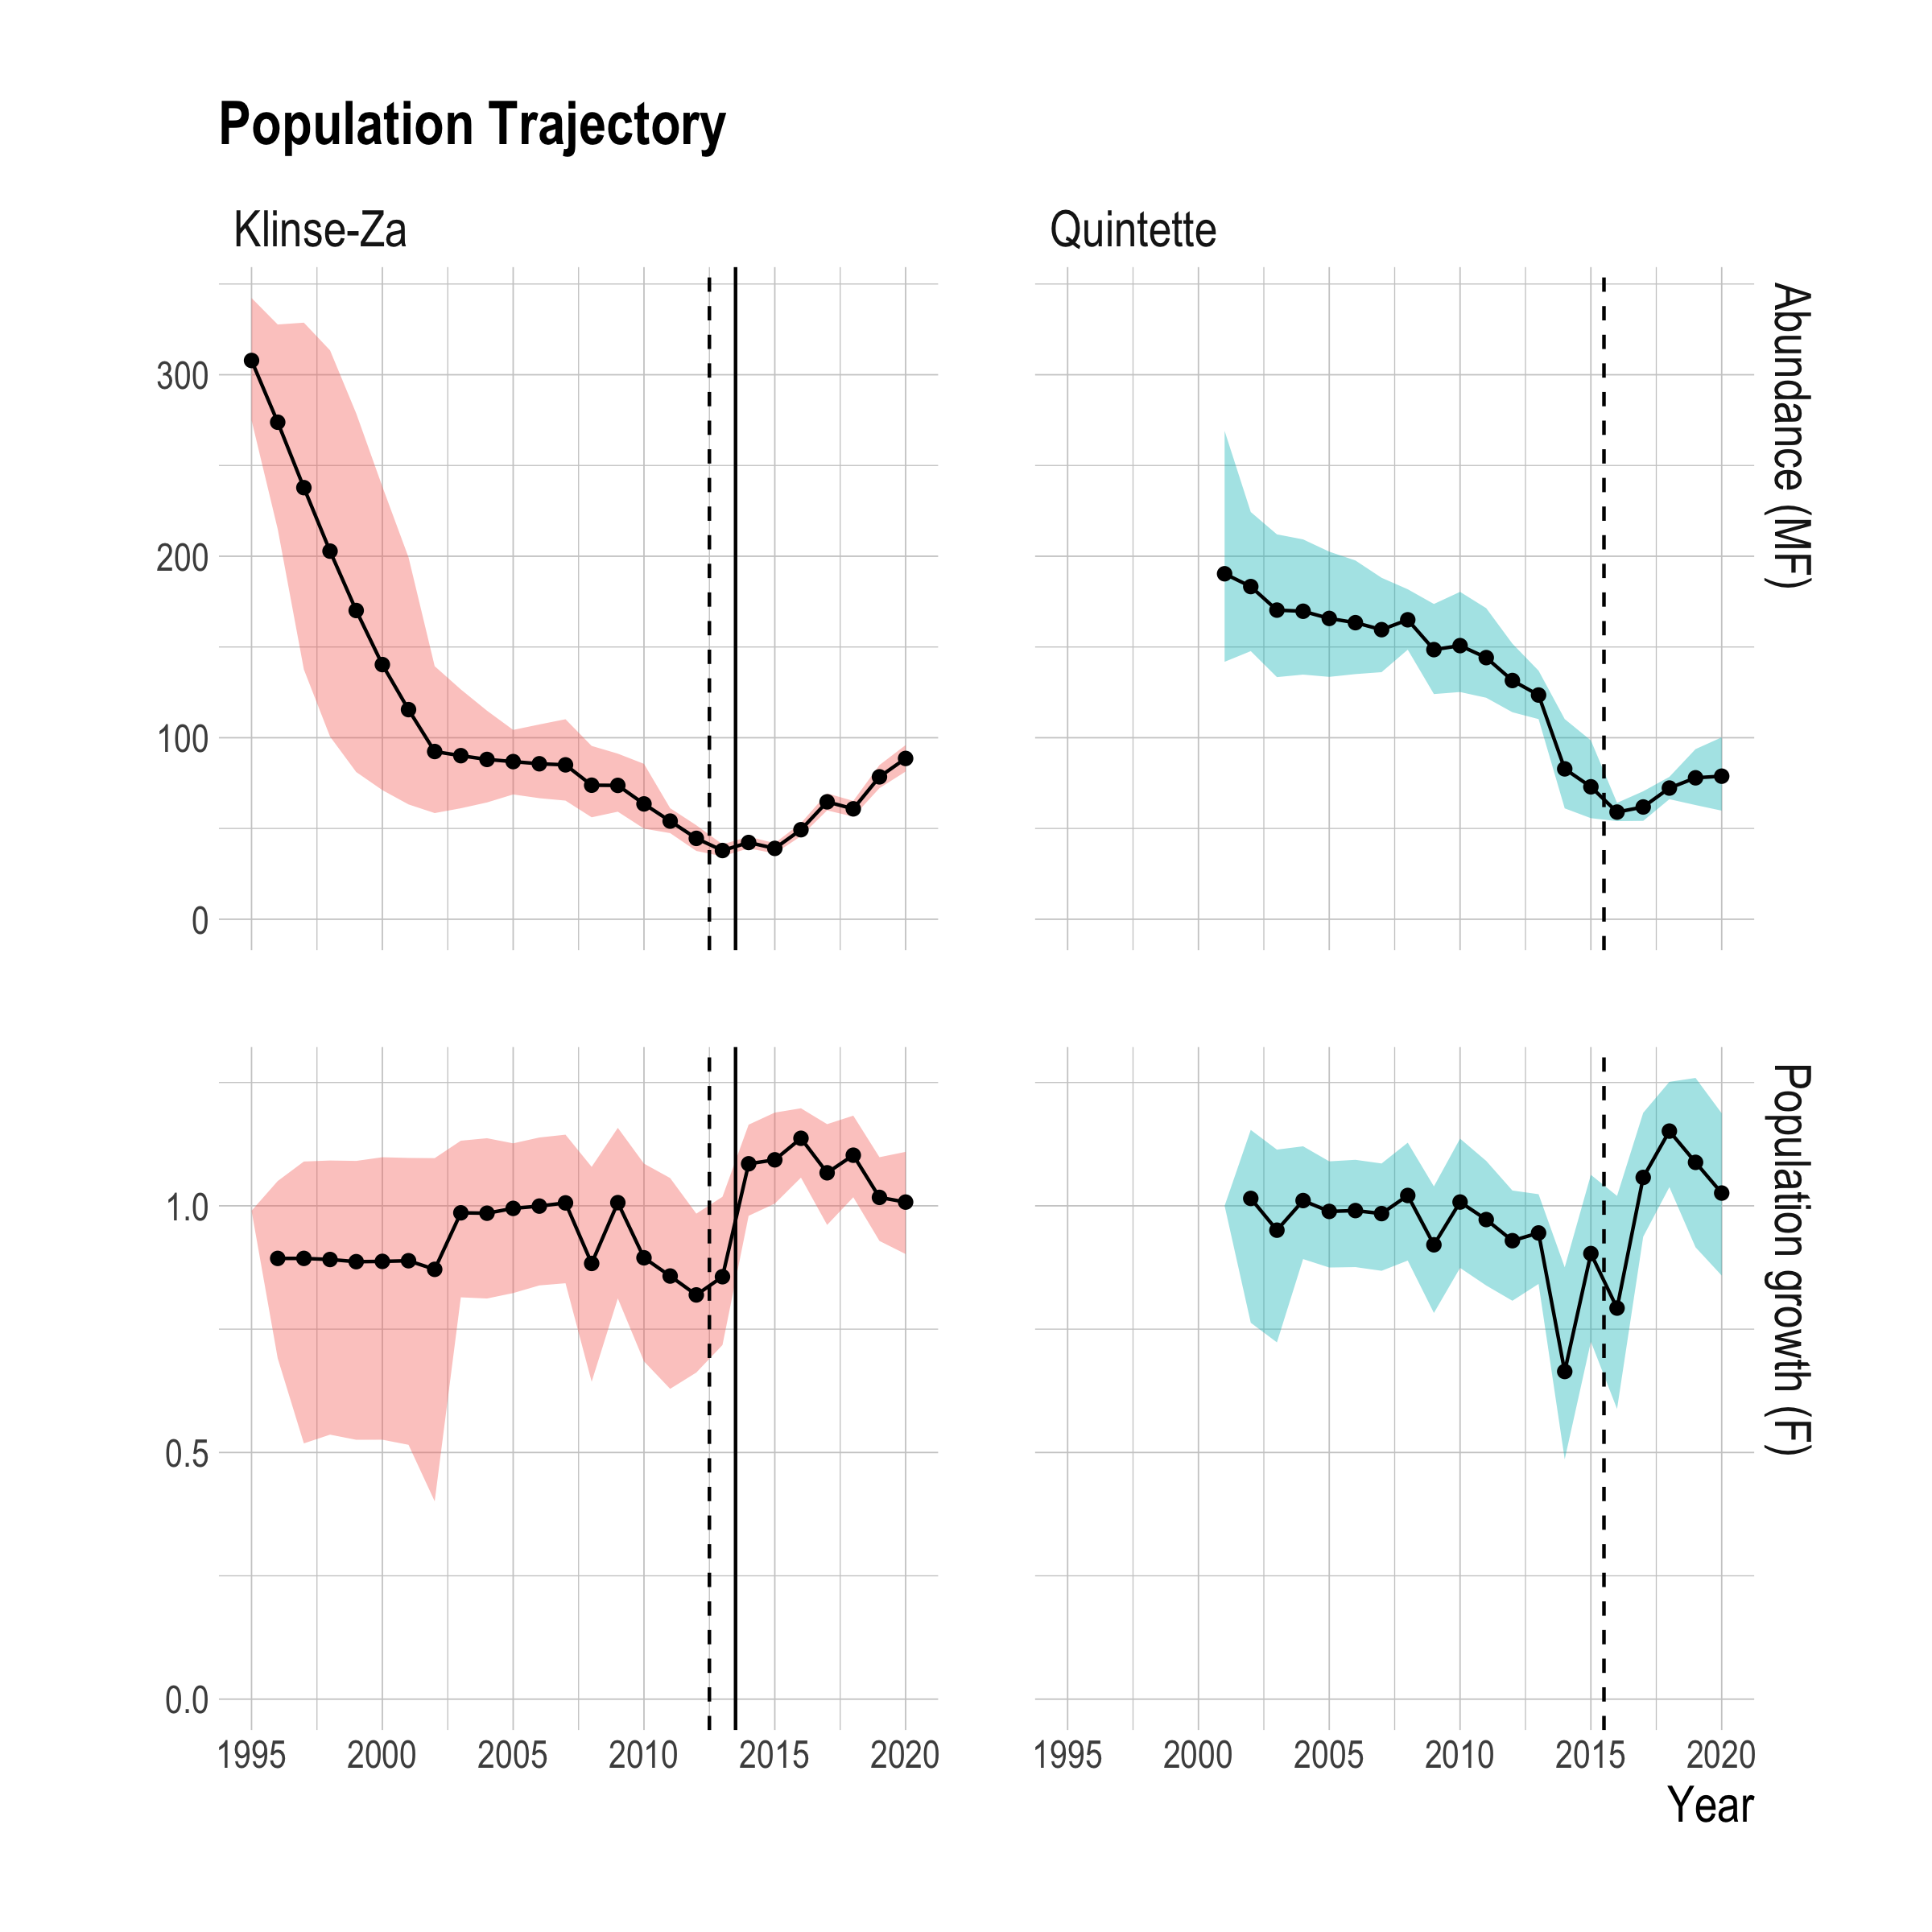 Population Trajectory
Klinse-Za
Quintette
300
200
100
0
Abundance (MF)
1.0
0.5
0.0
Population growth (F)
1995 2000 2005 2010 2015 2020 1995 2000 2005 2010 2015 2020
Year